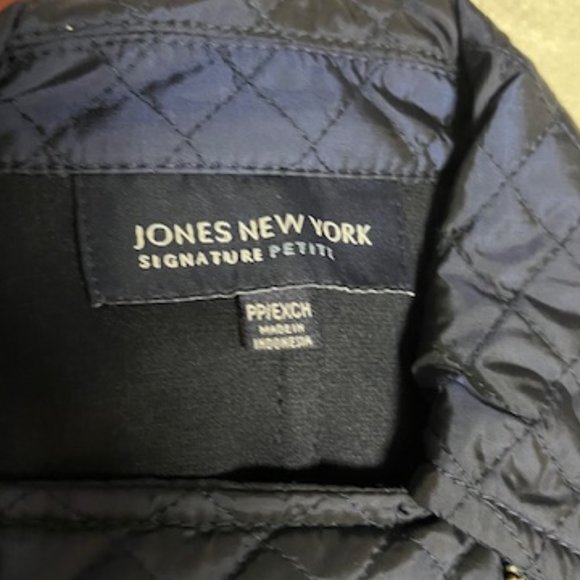 JONES NEW YORK
SIGNATURE PETITE
PP/EXCH
MADE IN
INDONESIA